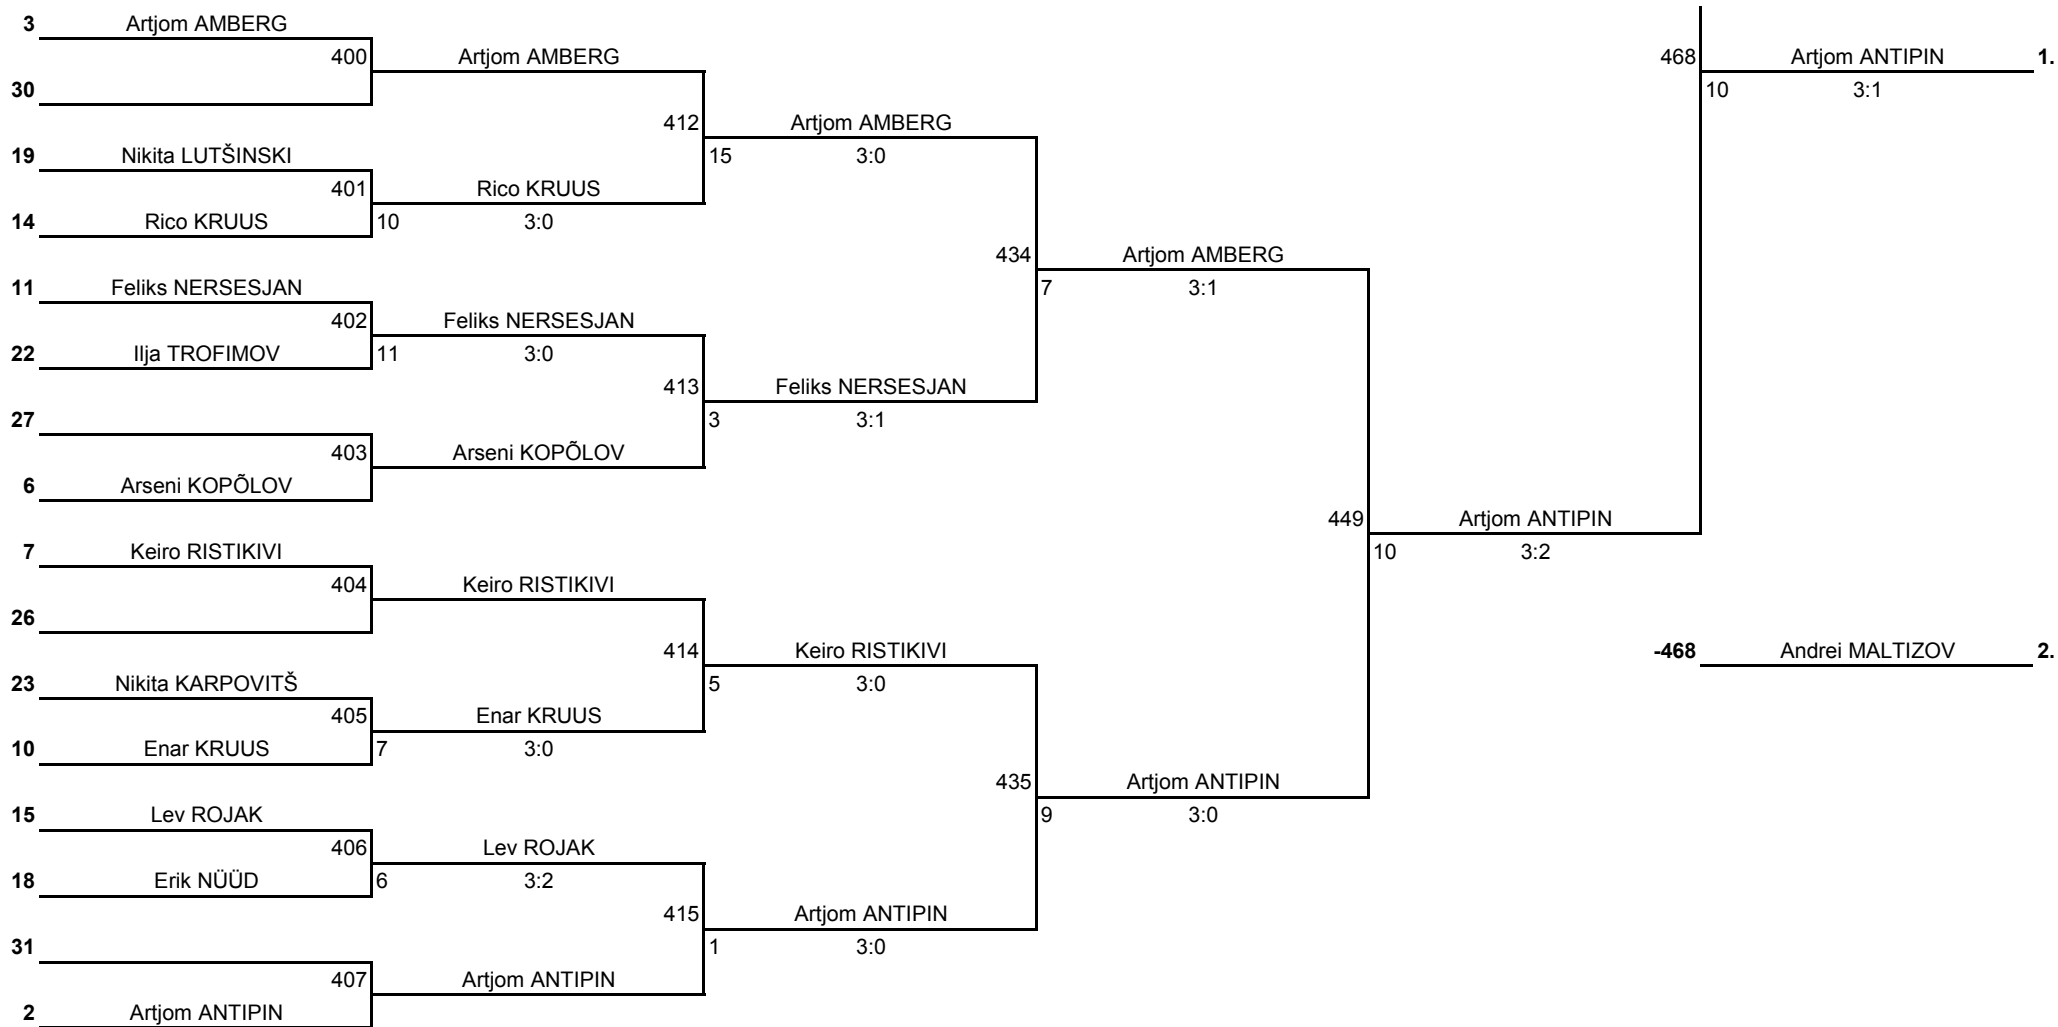 3 Artjom AMBERG
400 Artjom AMBERG 468 Artjom ANTIPIN 1.
30 10 3:1
412 Artjom AMBERG
19 Nikita LUTŠINSKI 15 3:0
401 Rico KRUUS
14 Rico KRUUS 10 3:0
434 Artjom AMBERG
11 Feliks NERSESJAN 7 3:1
402 Feliks NERSESJAN
22 Ilja TROFIMOV 11 3:0
413 Feliks NERSESJAN
27 3 3:1
403 Arseni KOPÕLOV
6 Arseni KOPÕLOV
449 Artjom ANTIPIN
7 Keiro RISTIKIVI 10 3:2
404 Keiro RISTIKIVI
26
414 Keiro RISTIKIVI -468 Andrei MALTIZOV 2.
23 Nikita KARPOVITŠ 5 3:0
405 Enar KRUUS
10 Enar KRUUS 7 3:0
435 Artjom ANTIPIN
15 Lev ROJAK 9 3:0
406 Lev ROJAK
18 Erik NÜÜD 6 3:2
415 Artjom ANTIPIN
31 1 3:0
407 Artjom ANTIPIN
2 Artjom ANTIPIN